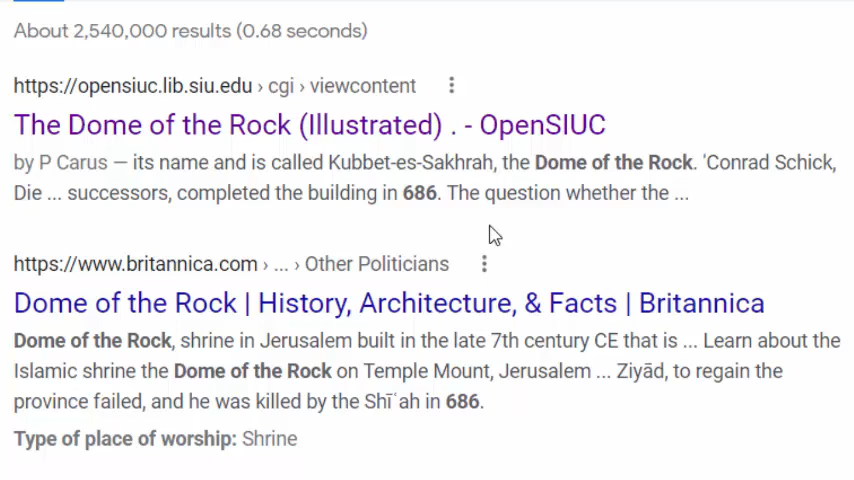 About 2,540,000 results (0.68 seconds)
https://opensiuc.lib.siu.edu › cgi › viewcontent
The Dome of the Rock (Illustrated) . - OpenSIUC
by P Carus — its name and is called Kubbet-es-Sakhrah, the Dome of the Rock. 'Conrad Schick,
Die ... successors, completed the building in 686. The question whether the ...
https://www.britannica.com › ... › Other Politicians
Dome of the Rock | History, Architecture, & Facts | Britannica
Dome of the Rock, shrine in Jerusalem built in the late 7th century CE that is ... Learn about the
Islamic shrine the Dome of the Rock on Temple Mount, Jerusalem ... Ziyād, to regain the
province failed, and he was killed by the Shīʿah in 686.
Type of place of worship: Shrine